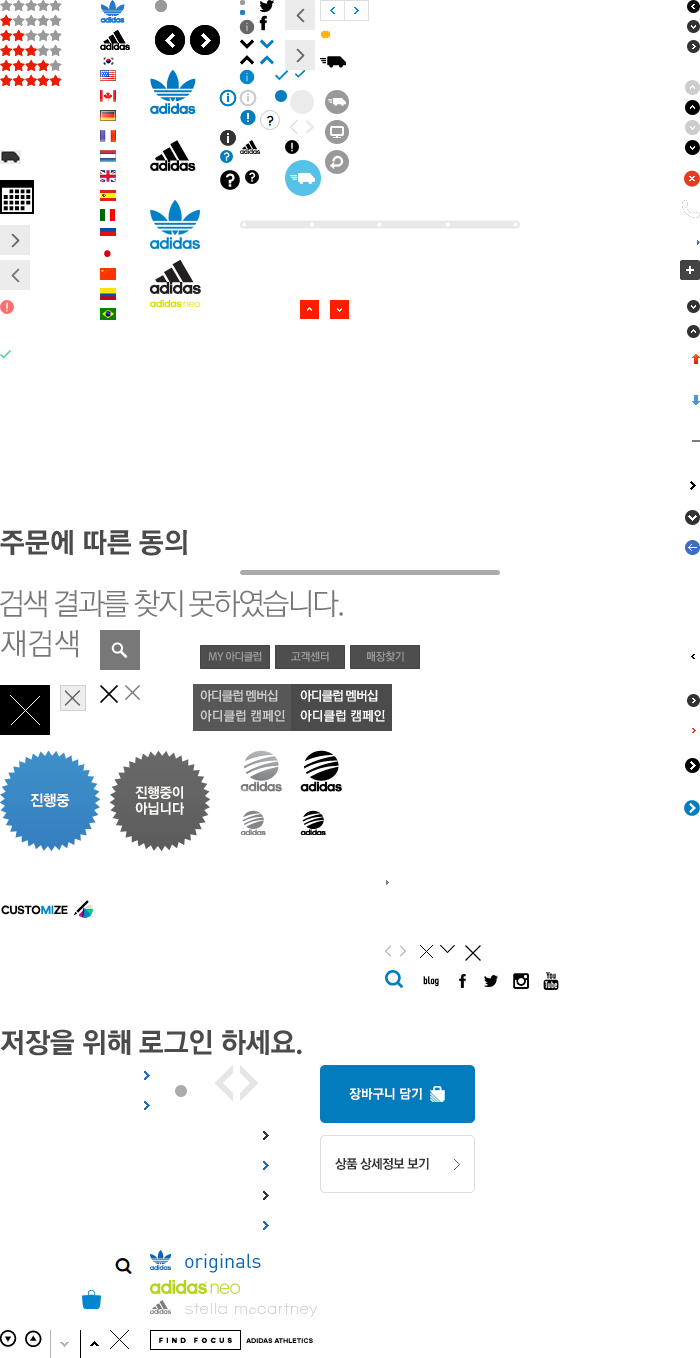 adidas
adidas
adidas
adidas
adidas
adidas neo
주문에 따른 동의
검색 결과를 찾지 못하였습니다.
재검색
MY 아디클럽
고객센터
매장찾기
아디클럽 멤버십
아디클럽 멤버십
아디클럽 캠페인
아디클럽 캠페인
진행중
진행중이
아닙니다
adidas
adidas
adidas
adidas
CUSTOMIZE
blog
You
Tube
저장을 위해 로그인 하세요.
장바구니 담기
상품 상세정보 보기
originals
adidas neo
stella mccartney
FIND FOCUS
ADIDAS ATHLETICS